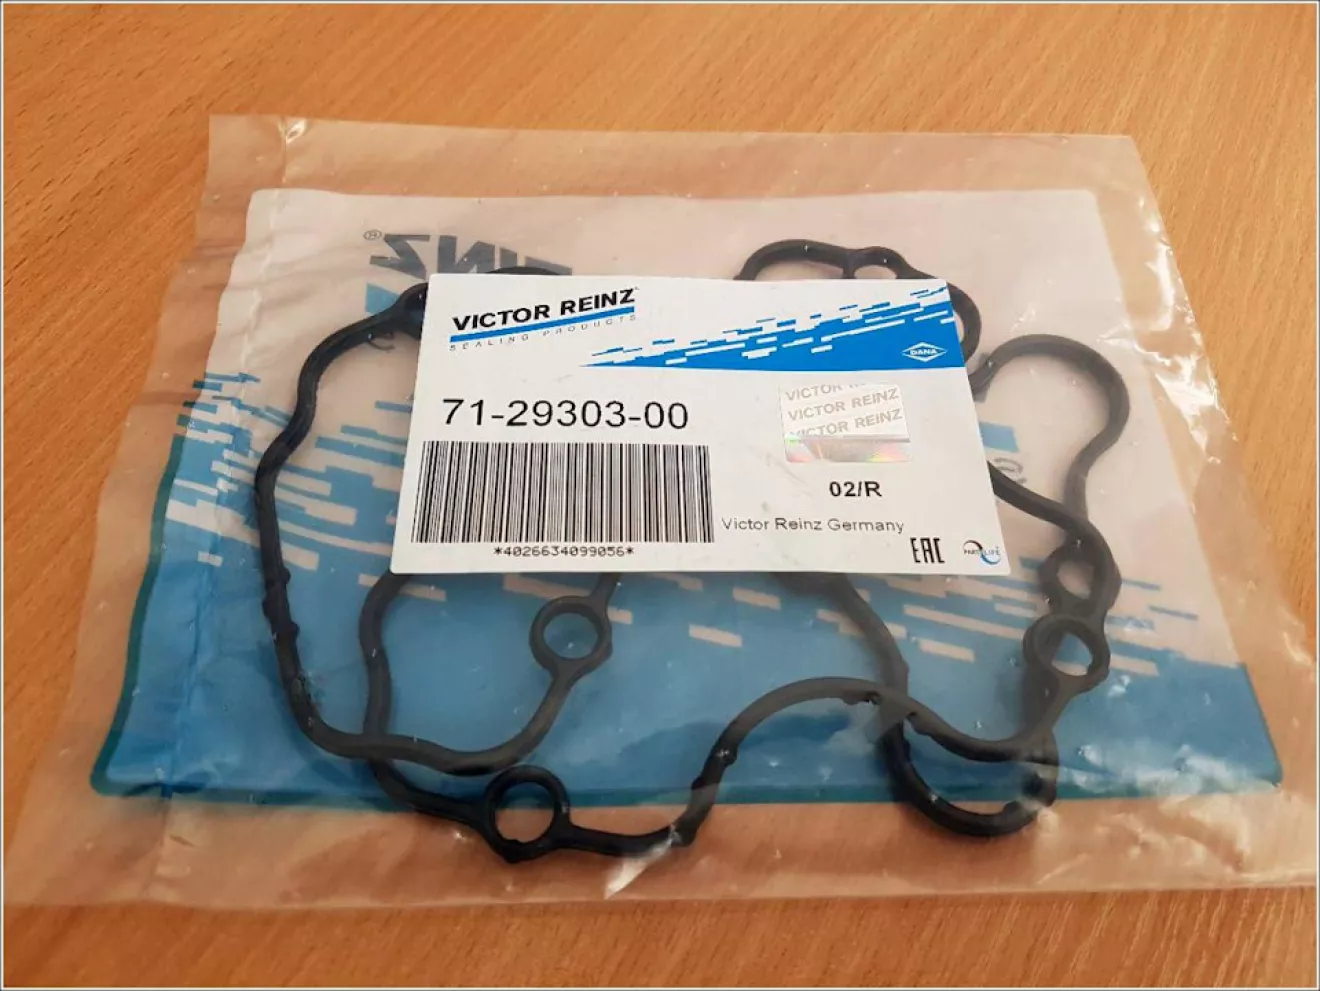 VICTOR REINZ
SEALING PRODUCTS
DANA
71-29303-00
VICTOR REINZ
VICTOR REINZ
VICTOR REINZ
02/R
Victor Reinz Germany
*4026634099056*
EAC
REINZ®